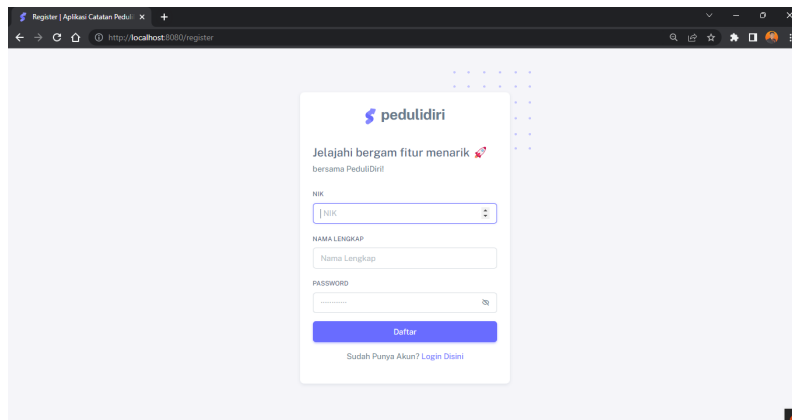 Register | Aplikasi Catatan Peduli
http://localhost:8080/register
pedulidiri
Jelajahi bergam fitur menarik 🚀
bersama PeduliDiri!
NIK
NIK
NAMA LENGKAP
Nama Lengkap
PASSWORD
············
Daftar
Sudah Punya Akun? Login Disini